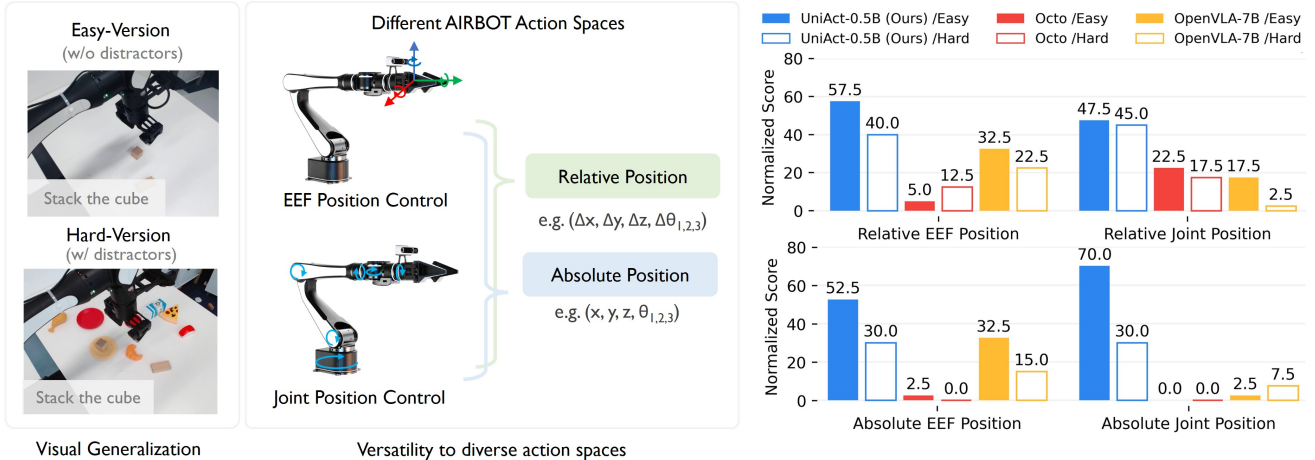 Easy-Version
(w/o distractors)
Stack the cube
Hard-Version
(w/ distractors)
Stack the cube
Visual Generalization
Different AIRBOT Action Spaces
EEF Position Control
Joint Position Control
Relative Position
e.g. (Δx, Δy, Δz, Δθ1,2,3)
Absolute Position
e.g. (x, y, z, θ1,2,3)
Versatility to diverse action spaces
UniAct-0.5B (Ours) /Easy
UniAct-0.5B (Ours) /Hard
Octo /Easy
Octo /Hard
OpenVLA-7B /Easy
OpenVLA-7B /Hard
Normalized Score
80
60
40
20
0
57.5
40.0
5.0
12.5
32.5
22.5
Relative EEF Position
47.5
45.0
22.5
17.5
17.5
2.5
Relative Joint Position
Normalized Score
80
60
40
20
0
52.5
30.0
2.5
0.0
32.5
15.0
Absolute EEF Position
70.0
30.0
0.0
0.0
2.5
7.5
Absolute Joint Position